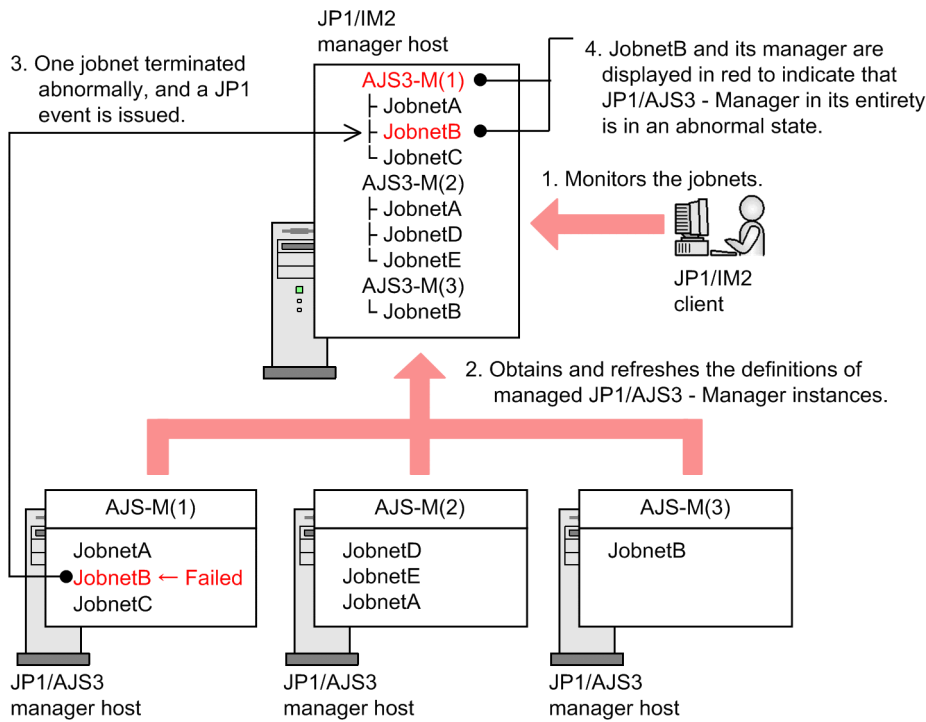 JP1/IM2
manager host
3. One jobnet terminated
abnormally, and a JP1
event is issued.
4. JobnetB and its manager are
displayed in red to indicate that
JP1/AJS3 - Manager in its entirety
is in an abnormal state.
AJS3-M(1)
JobnetA
JobnetB
JobnetC
AJS3-M(2)
JobnetA
JobnetD
JobnetE
AJS3-M(3)
JobnetB
1. Monitors the jobnets.
JP1/IM2
client
2. Obtains and refreshes the definitions of
managed JP1/AJS3 - Manager instances.
AJS-M(1)
JobnetA
JobnetB ← Failed
JobnetC
JP1/AJS3
manager host
AJS-M(2)
JobnetD
JobnetE
JobnetA
JP1/AJS3
manager host
AJS-M(3)
JobnetB
JP1/AJS3
manager host